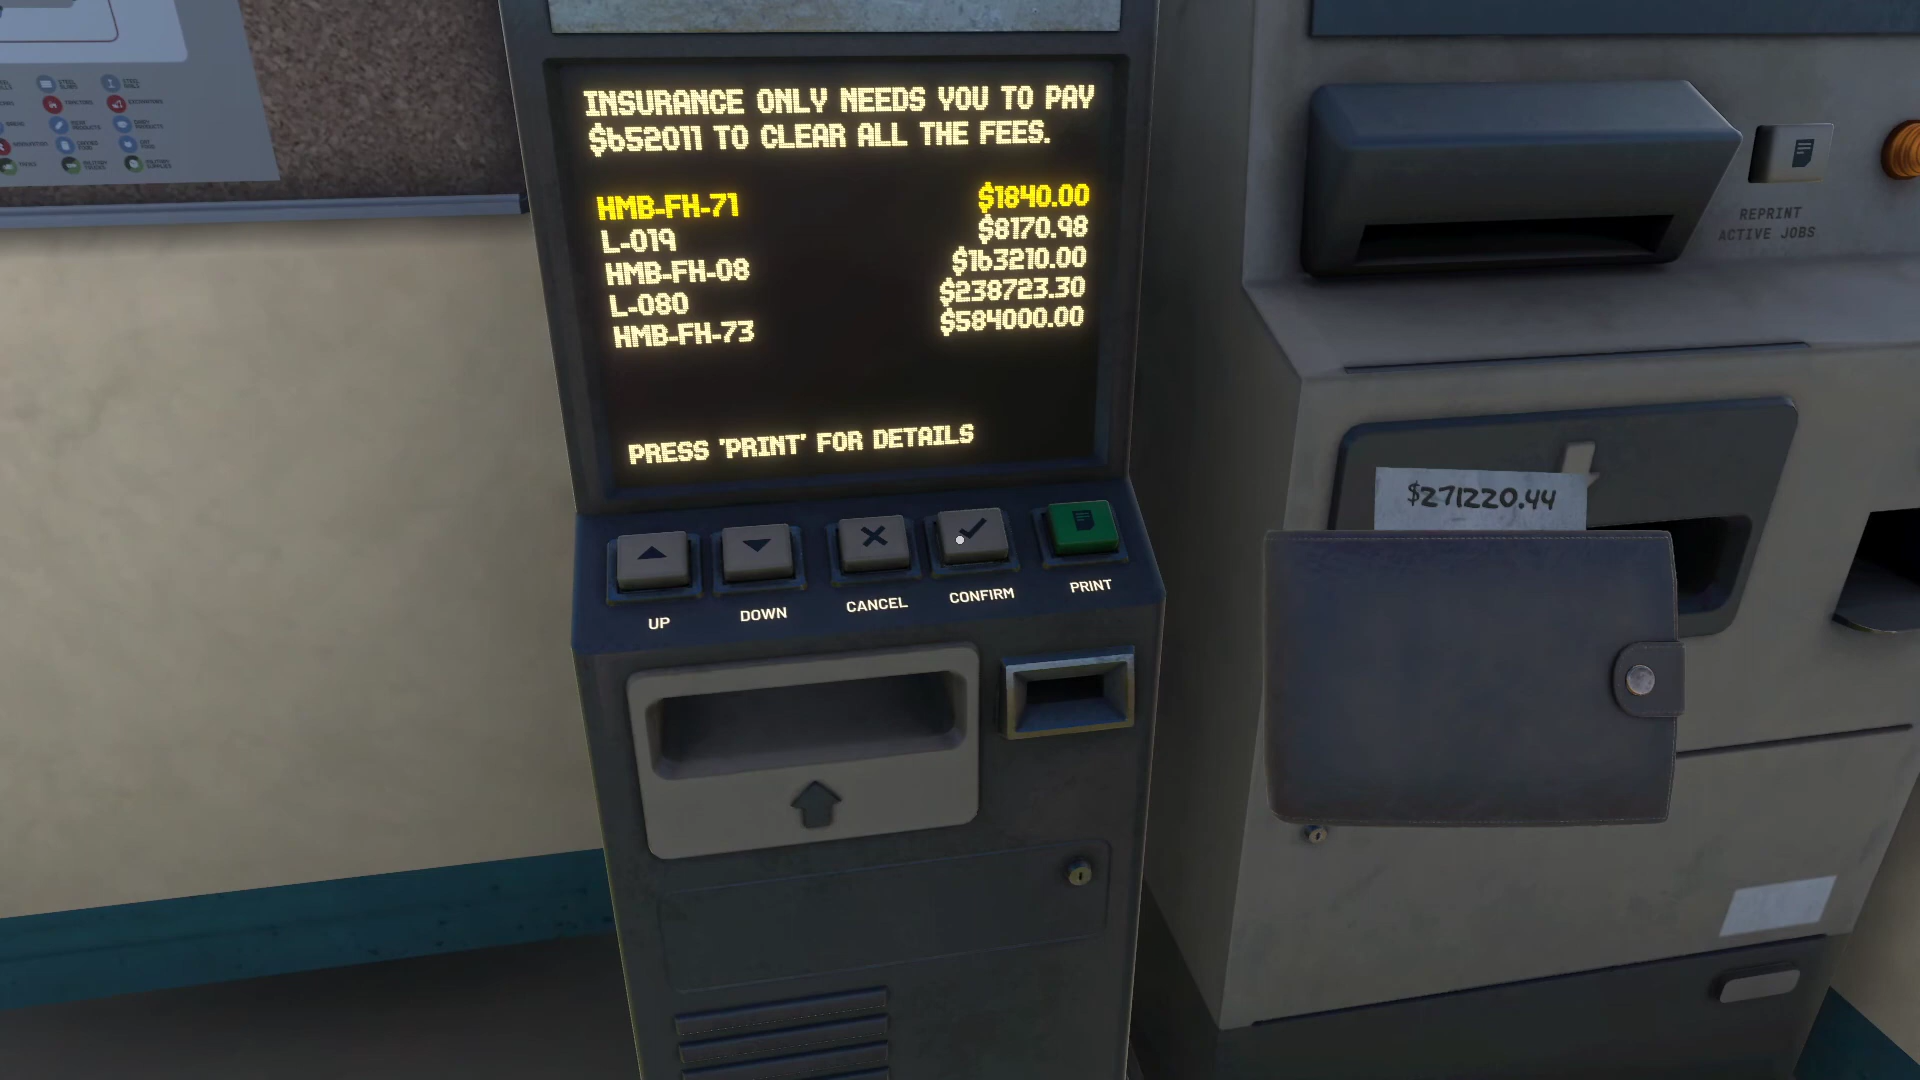 INSURANCE ONLY NEEDS YOU TO PAY
$652011 TO CLEAR ALL THE FEES.
HMB-FH-71 $1840.00
L-019 $8170.98
HMB-FH-08 $163210.00
L-080 $238723.30
HMB-FH-73 $584000.00
PRESS 'PRINT' FOR DETAILS
UP
DOWN
CANCEL
CONFIRM
PRINT
REPRINT
ACTIVE JOBS
$271220.44